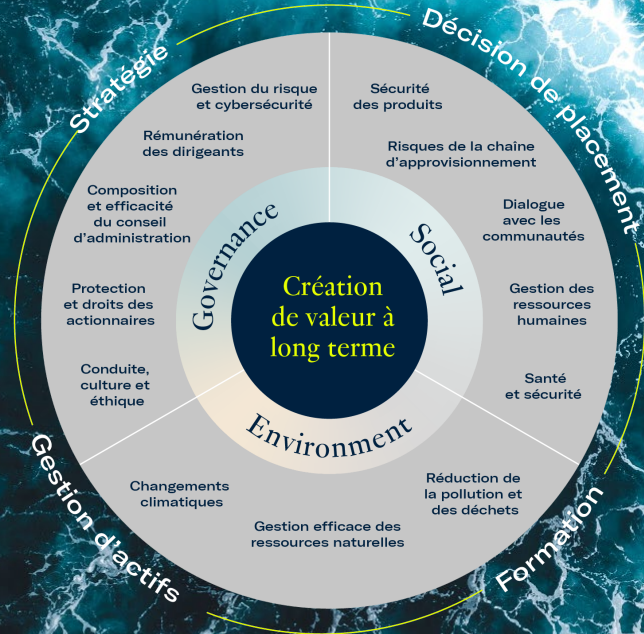 Stratégie
Décision de placement
Gestion du risque
et cybersécurité
Sécurité
des produits
Rémunération
des dirigeants
Risques de la chaîne
d'approvisionnement
Composition
et efficacité
du conseil
d'administration
Dialogue
avec les
communautés
Governance
Social
Protection
et droits des
actionnaires
Création
de valeur à
long terme
Gestion des
ressources
humaines
Conduite,
culture et
éthique
Santé
et sécurité
Environment
Changements
climatiques
Gestion efficace des
ressources naturelles
Réduction de
la pollution et
des déchets
Gestion d'actifs
Formation